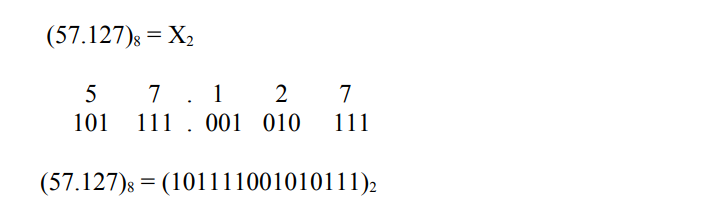 (57.127)₈ = X₂
5 7 . 1 2 7
101 111 . 001 010 111
(57.127)₈ = (101111001010111)₂